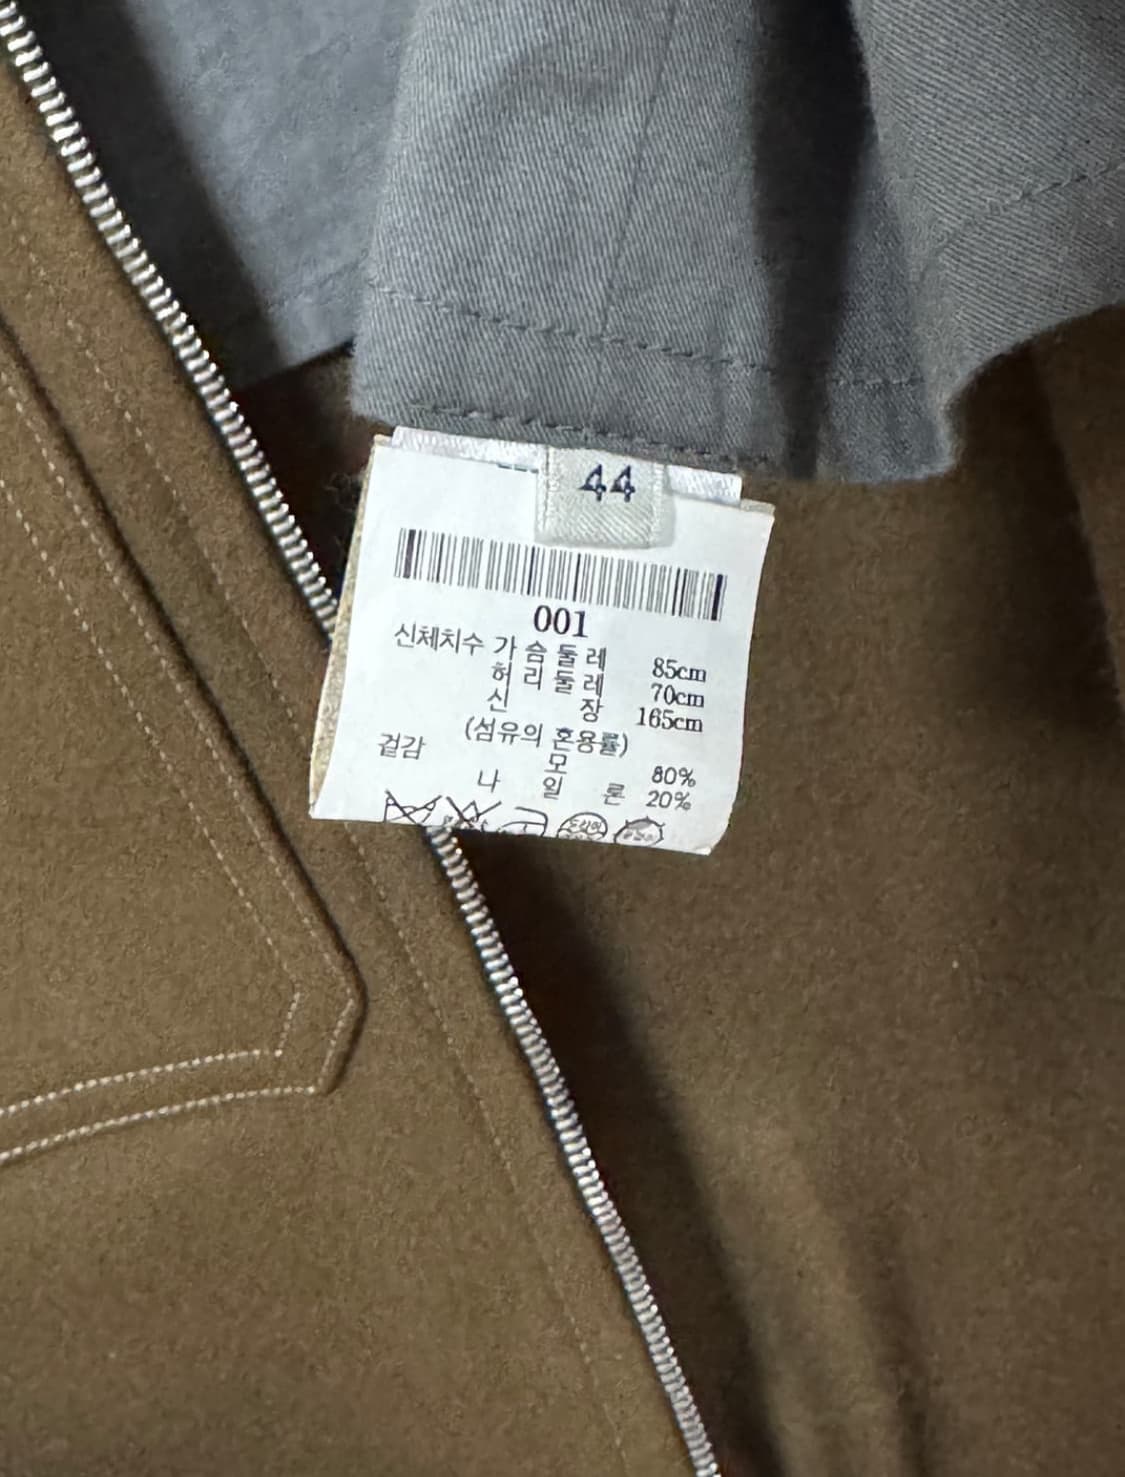 44
001
신체치수 가슴둘레 85cm
허리둘레 70cm
신장 165cm
(섬유의 혼용률)
겉감 모 80%
나일론 20%